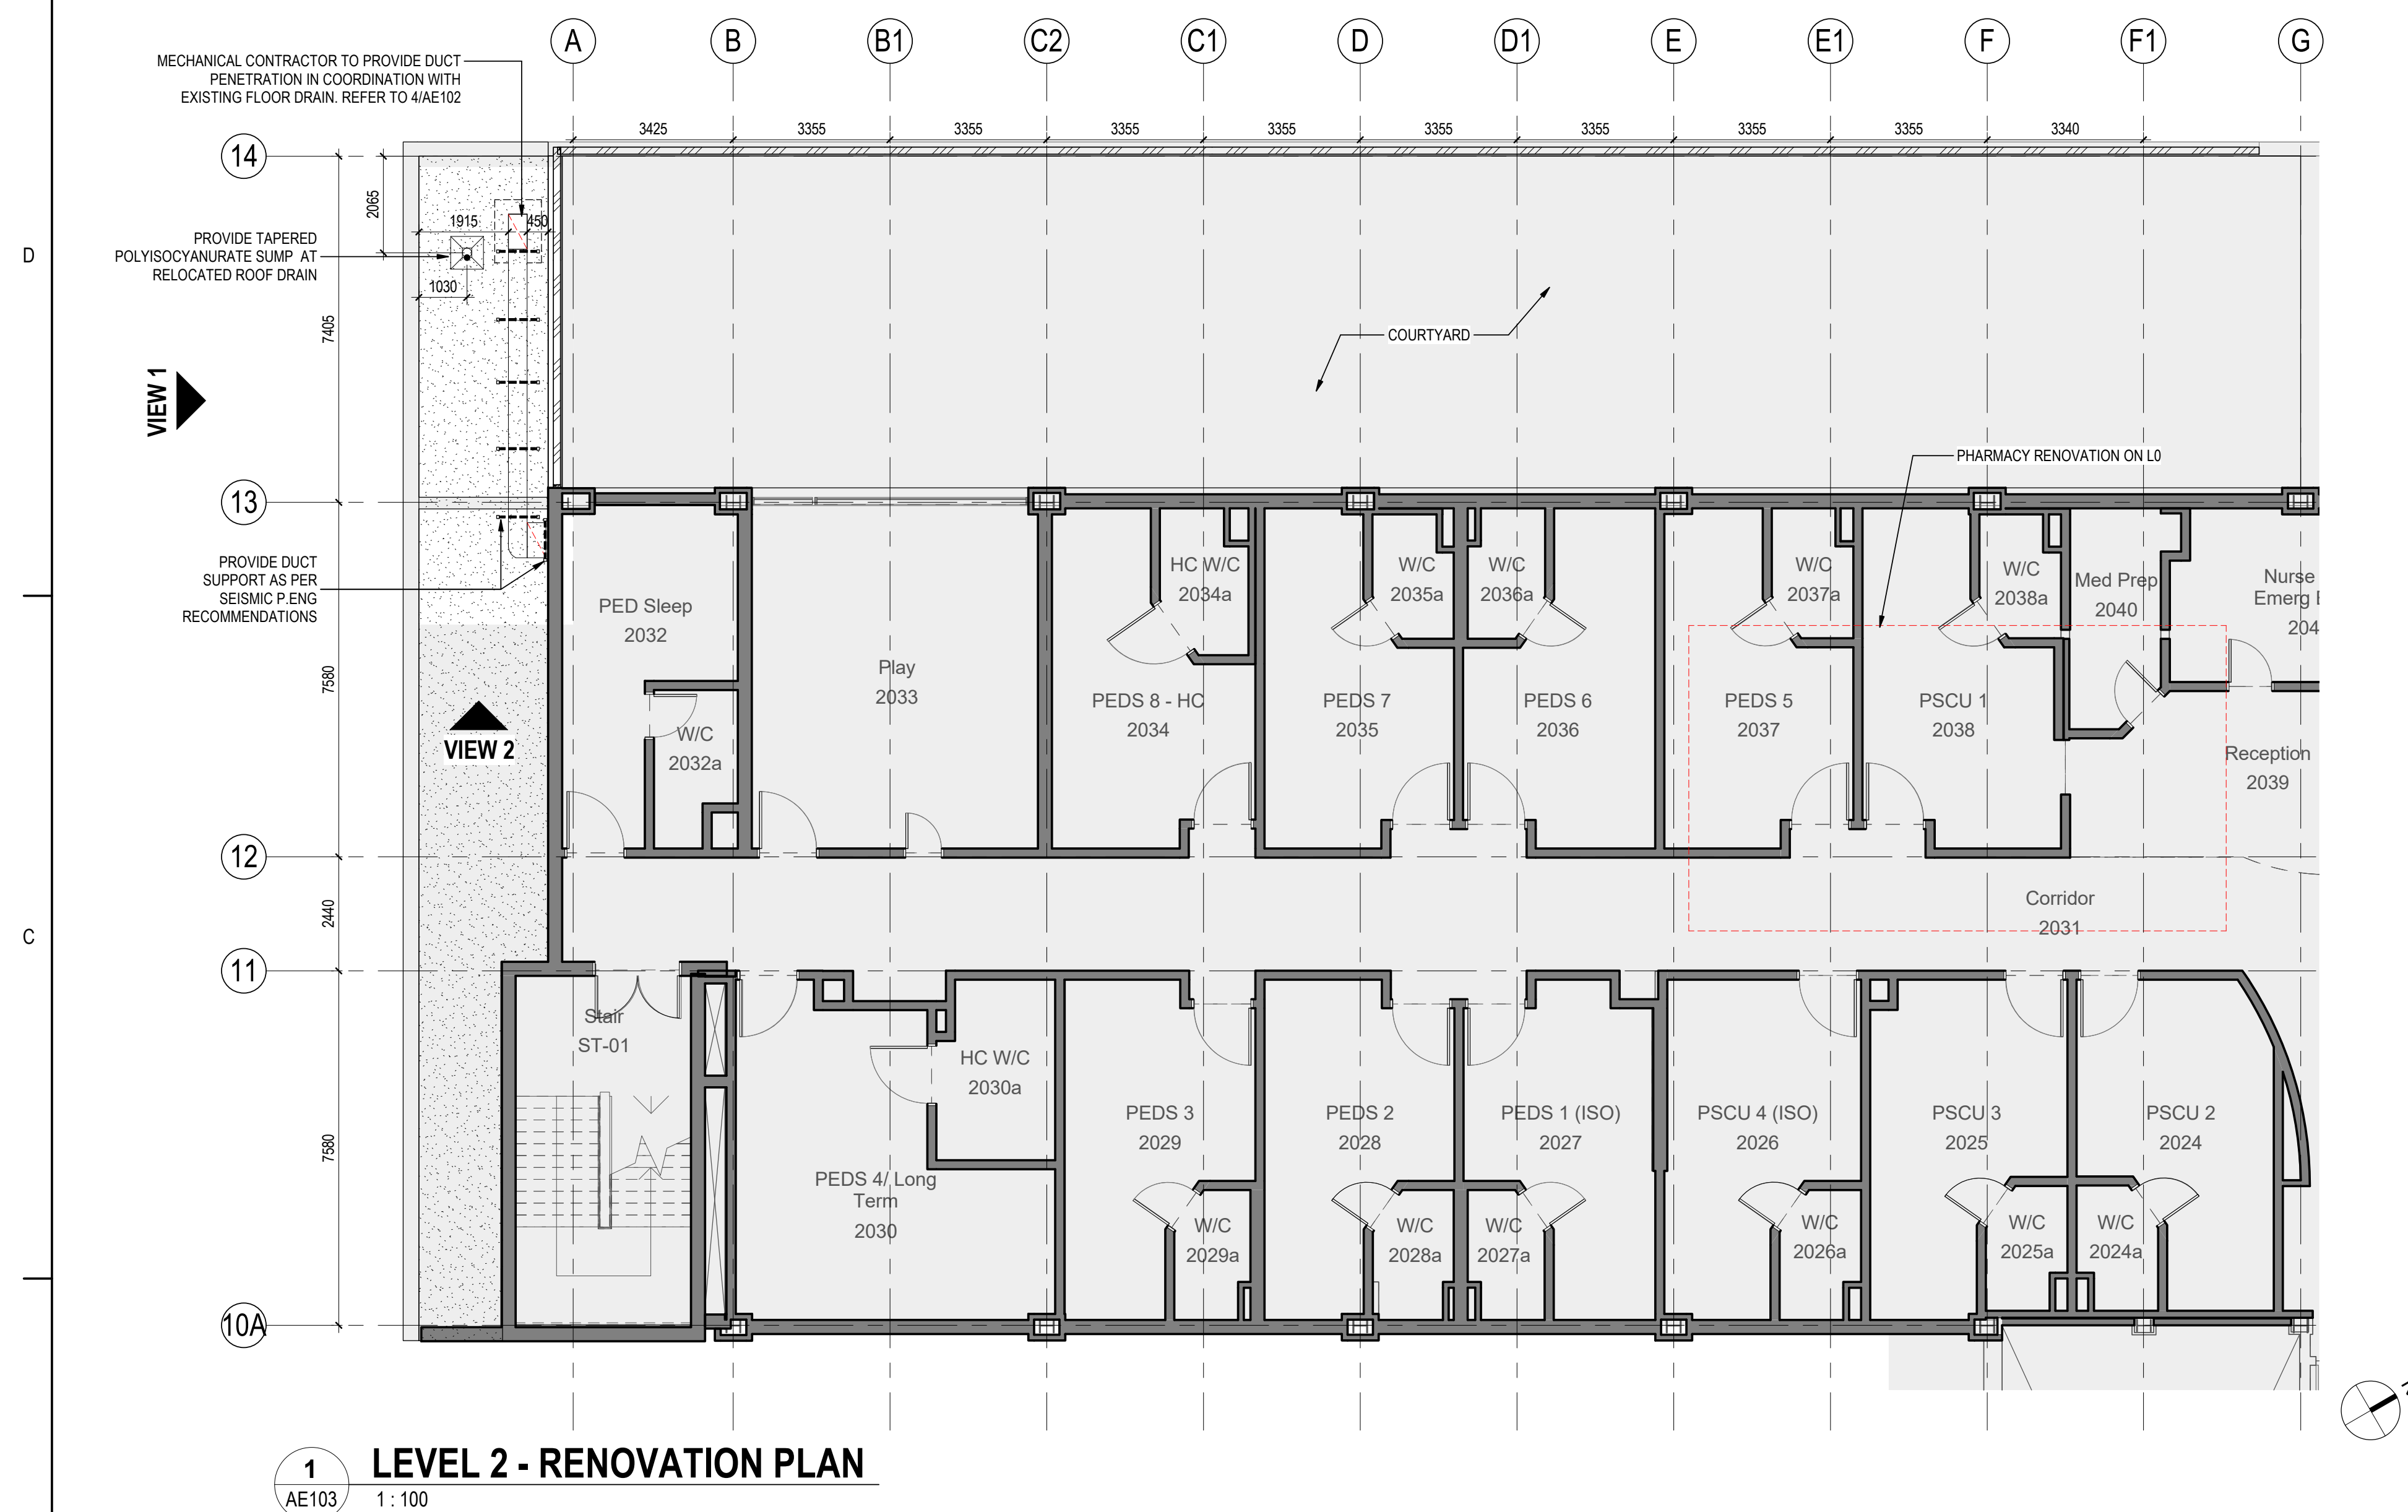 A
B
B1
C2
C1
D
D1
E
E1
F
F1
G
MECHANICAL CONTRACTOR TO PROVIDE DUCT
PENETRATION IN COORDINATION WITH
EXISTING FLOOR DRAIN. REFER TO 4/AE102
3425
3355
3355
3355
3355
3355
3355
3355
3355
3340
14
2065
1915
450
PROVIDE TAPERED
POLYISOCYANURATE SUMP AT
RELOCATED ROOF DRAIN
D
1030
7405
COURTYARD
VIEW 1
PHARMACY RENOVATION ON L0
13
PROVIDE DUCT
SUPPORT AS PER
SEISMIC P.ENG
RECOMMENDATIONS
PED Sleep
2032
HC W/C
2034a
W/C
2035a
W/C
2036a
W/C
2037a
W/C
2038a
Med Prep
2040
Nurse
Emerg
7580
Play
2033
PEDS 8 - HC
2034
PEDS 7
2035
PEDS 6
2036
PEDS 5
2037
PSCU 1
2038
VIEW 2
W/C
2032a
Reception
2039
12
2440
C
Corridor
2031
11
Stair
ST-01
HC W/C
2030a
7580
PEDS 3
2029
PEDS 2
2028
PEDS 1 (ISO)
2027
PSCU 4 (ISO)
2026
PSCU 3
2025
PSCU 2
2024
PEDS 4/ Long
Term
2030
W/C
2029a
W/C
2028a
W/C
2027a
W/C
2026a
W/C
2025a
W/C
2024a
10A
1
AE103
LEVEL 2 - RENOVATION PLAN
1 : 100